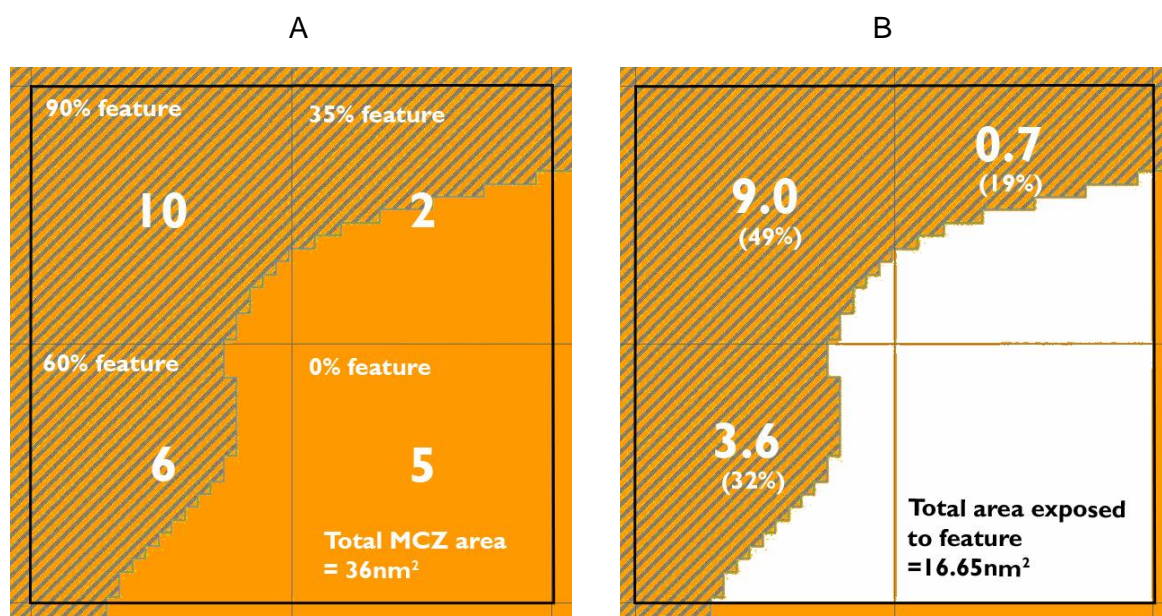 A
90% feature
35% feature
10
2
60% feature
0% feature
6
5
Total MCZ area
= 36nm²
B
0.7
(19%)
9.0
(49%)
3.6
(32%)
Total area exposed
to feature
=16.65nm²